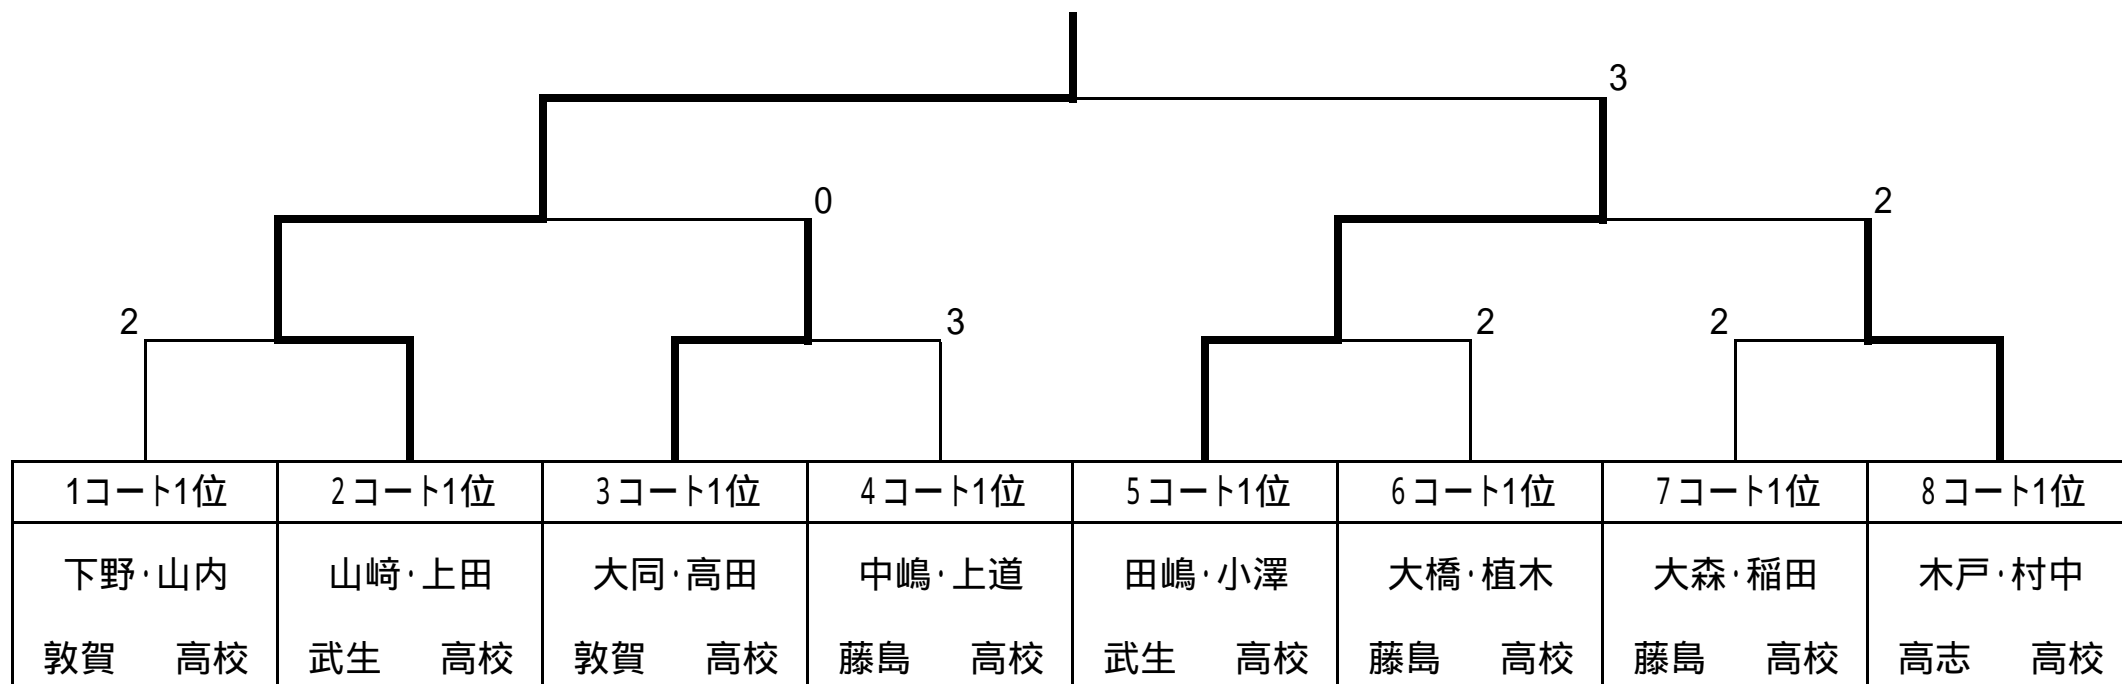 3
0 2
2 3 2 2
1コート1位 2コート1位 3コート1位 4コート1位 5コート1位 6コート1位 7コート1位 8コート1位
下野・山内 山﨑・上田 大同・高田 中嶋・上道 田嶋・小澤 大橋・植木 大森・稲田 木戸・村中
敦賀 高校 武生 高校 敦賀 高校 藤島 高校 武生 高校 藤島 高校 藤島 高校 高志 高校